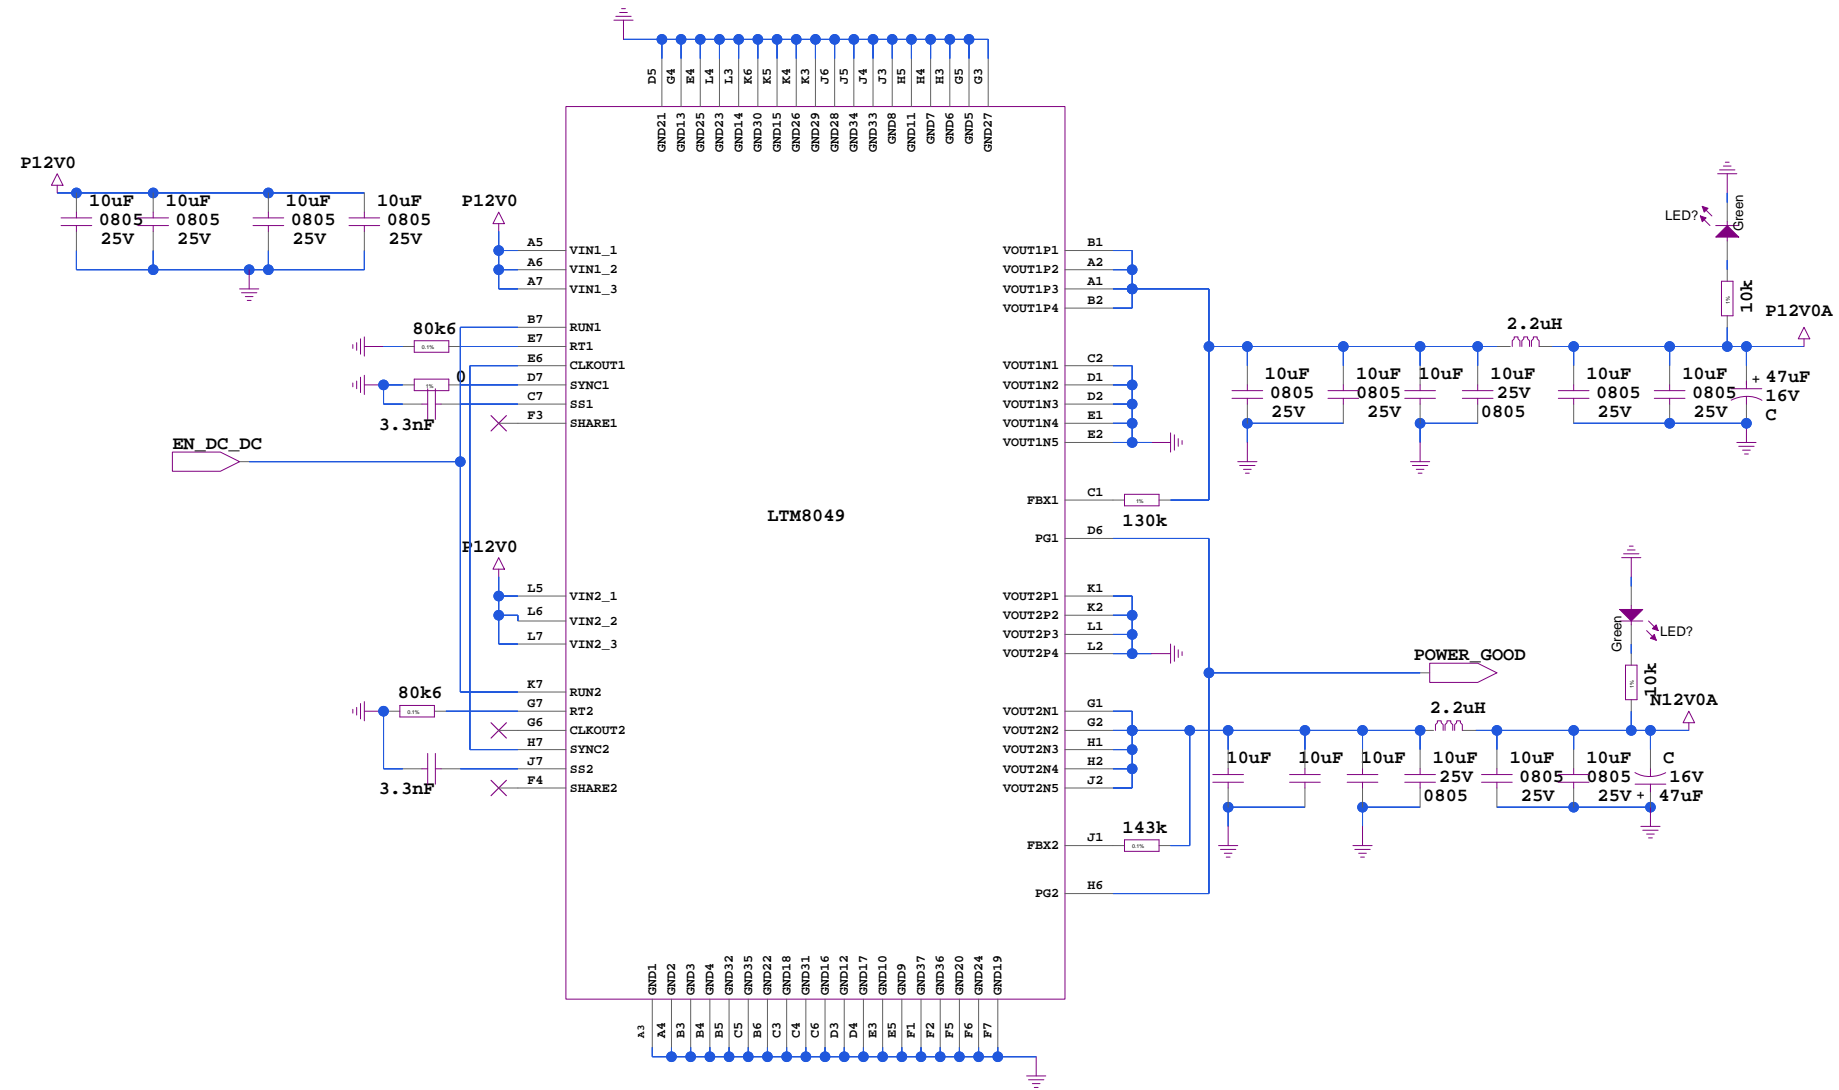 D5 G4 E4 L4 L3 K6 K5 K4 K3 J6 J5 J4 J3 H5 H4 H3 G5 G3
GND21 GND13 GND25 GND23 GND14 GND30 GND15 GND26 GND29 GND28 GND34 GND33 GND8 GND11 GND7 GND6 GND5 GND27
P12V0
10uF 10uF 10uF 10uF
0805 0805 0805 0805
25V 25V 25V 25V
P12V0
A5 VIN1_1
A6 VIN1_2
A7 VIN1_3
B7 RUN1
80k6
0.1%
E7 RT1
E6 CLKOUT1
0
1%
D7 SYNC1
C7 SS1
3.3nF
F3 SHARE1
EN_DC_DC
LTM8049
P12V0
L5 VIN2_1
L6 VIN2_2
L7 VIN2_3
K7 RUN2
80k6
0.1%
G7 RT2
G6 CLKOUT2
H7 SYNC2
J7 SS2
3.3nF
F4 SHARE2
VOUT1P1 B1
VOUT1P2 A2
VOUT1P3 A1
VOUT1P4 B2
VOUT1N1 C2
VOUT1N2 D1
VOUT1N3 D2
VOUT1N4 E1
VOUT1N5 E2
FBX1 C1
1%
130k
PG1 D6
VOUT2P1 K1
VOUT2P2 K2
VOUT2P3 L1
VOUT2P4 L2
VOUT2N1 G1
VOUT2N2 G2
VOUT2N3 H1
VOUT2N4 H2
VOUT2N5 J2
143k
FBX2 J1
0.1%
PG2 H6
LED?
Green
1%
10k
P12V0A
2.2uH
10uF 10uF 10uF 10uF 10uF 10uF + 47uF
0805 0805 25V 0805 0805 16V
25V 25V 0805 25V 25V C
Green
LED?
1%
10k
POWER_GOOD
N12V0A
2.2uH
10uF 10uF 10uF 10uF 10uF C
25V 0805 0805 16V
0805 25V 25V + 47uF
GND1 GND2 GND3 GND4 GND32 GND35 GND22 GND18 GND31 GND16 GND12 GND17 GND10 GND9 GND37 GND36 GND20 GND24 GND19
A3 A4 B3 B4 B5 C5 B6 C3 C4 C6 D3 D4 E3 E5 F1 F2 F5 F6 F7